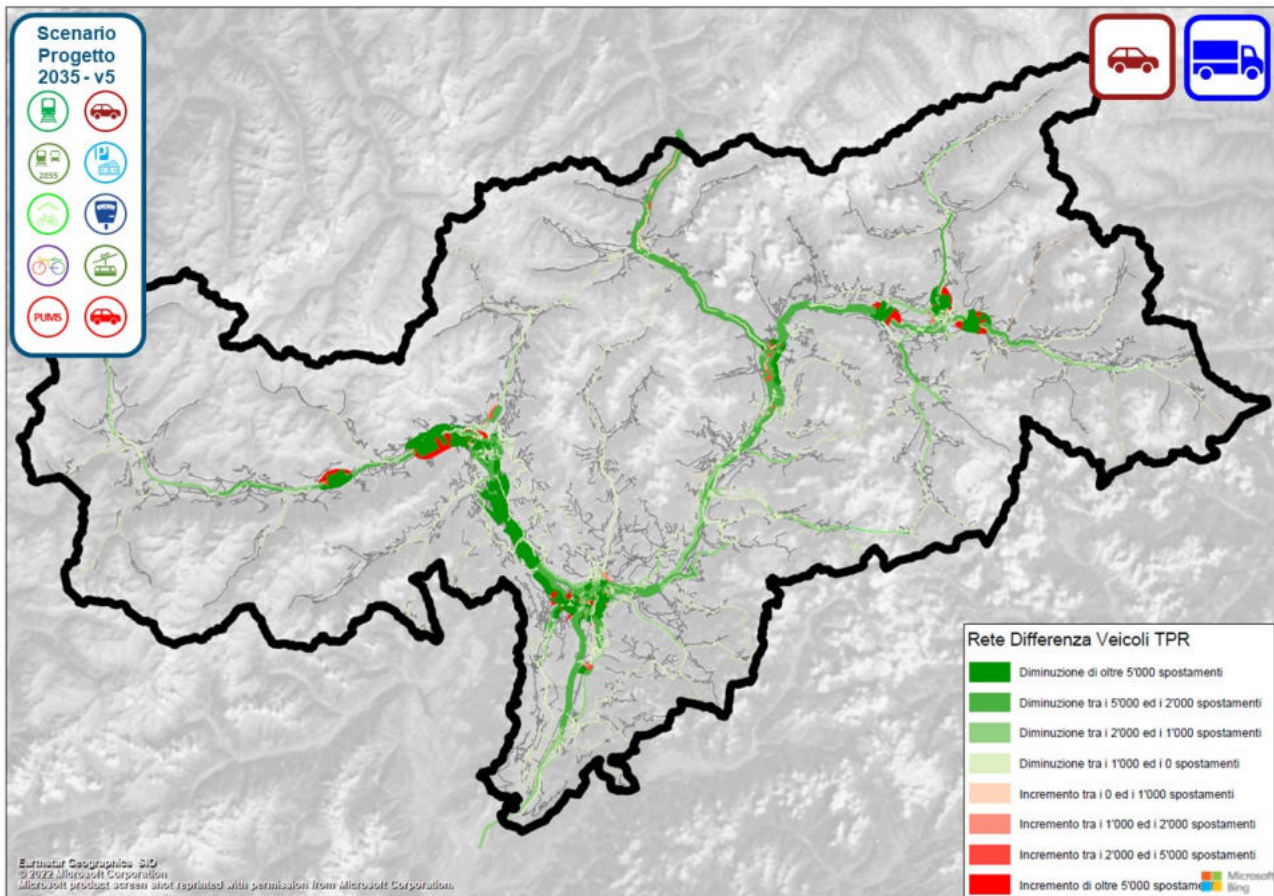 Scenario
Progetto
2035 - v5
P
2035
PUMS
Rete Differenza Veicoli TPR
Diminuzione di oltre 5'000 spostamenti
Diminuzione tra i 5'000 ed i 2'000 spostamenti
Diminuzione tra i 2'000 ed i 1'000 spostamenti
Diminuzione tra i 1'000 ed i 0 spostamenti
Incremento tra i 0 ed i 1'000 spostamenti
Incremento tra i 1'000 ed i 2'000 spostamenti
Incremento tra i 2'000 ed i 5'000 spostamenti
Incremento di oltre 5'000 spostame
Microsoft
Bing
Earthstar Geographics SIO
© 2022 Microsoft Corporation
Microsoft product screen shot reprinted with permission from Microsoft Corporation.